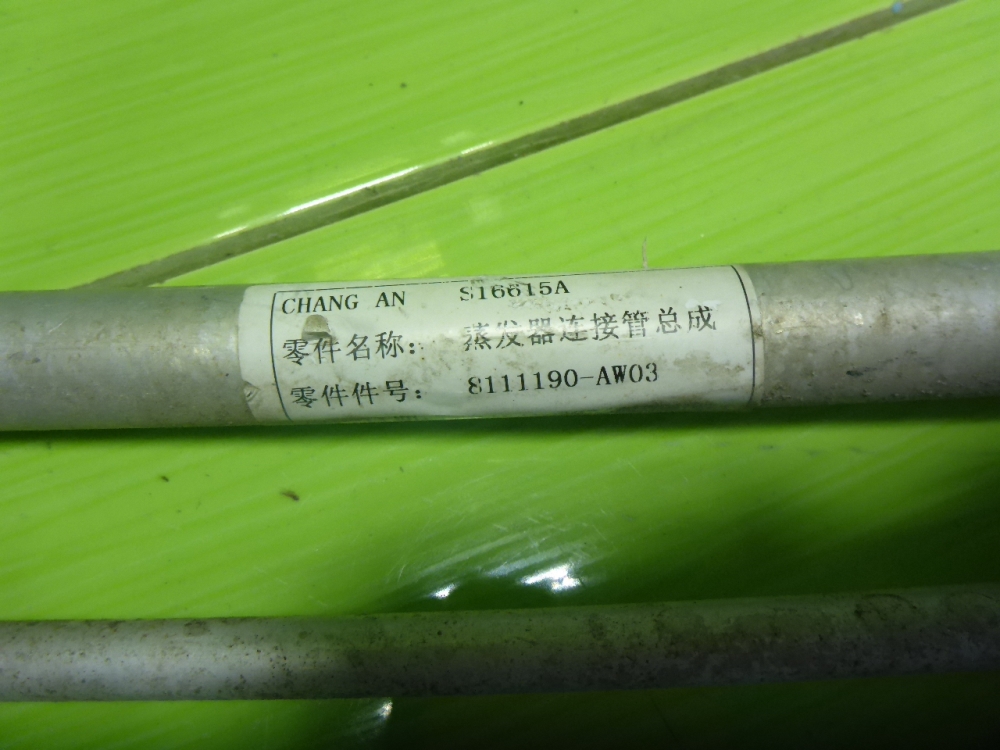 CHANG AN S16615A
零件名称: 蒸发器连接管总成
零件件号: 8111190-AW03